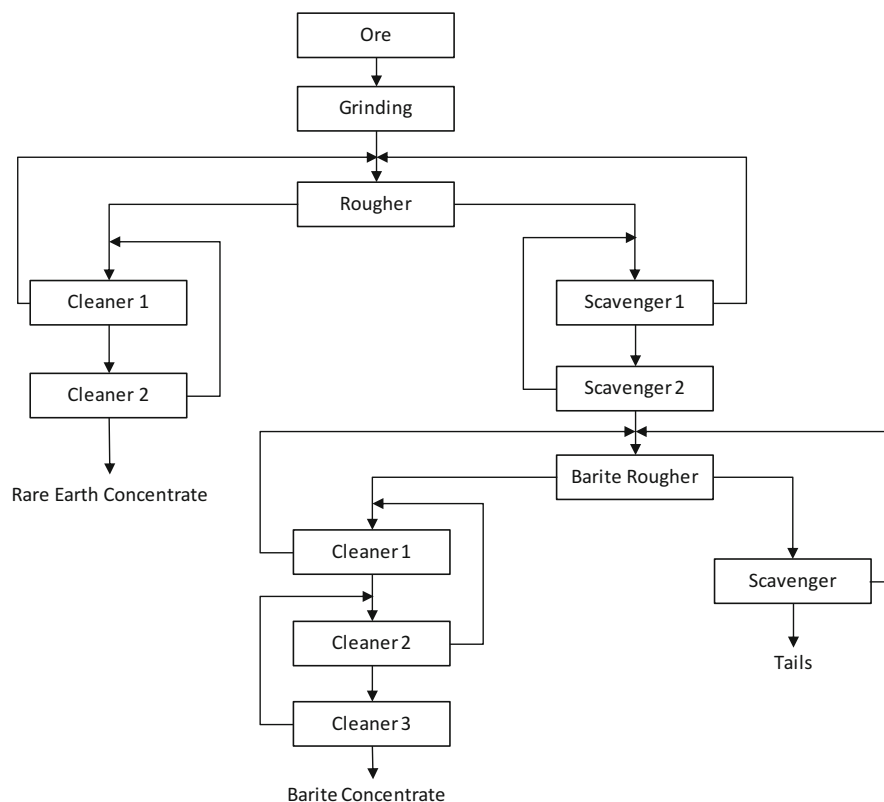 Ore
Grinding
Rougher
Cleaner 1
Scavenger 1
Cleaner 2
Scavenger 2
Rare Earth Concentrate
Barite Rougher
Cleaner 1
Scavenger
Cleaner 2
Tails
Cleaner 3
Barite Concentrate